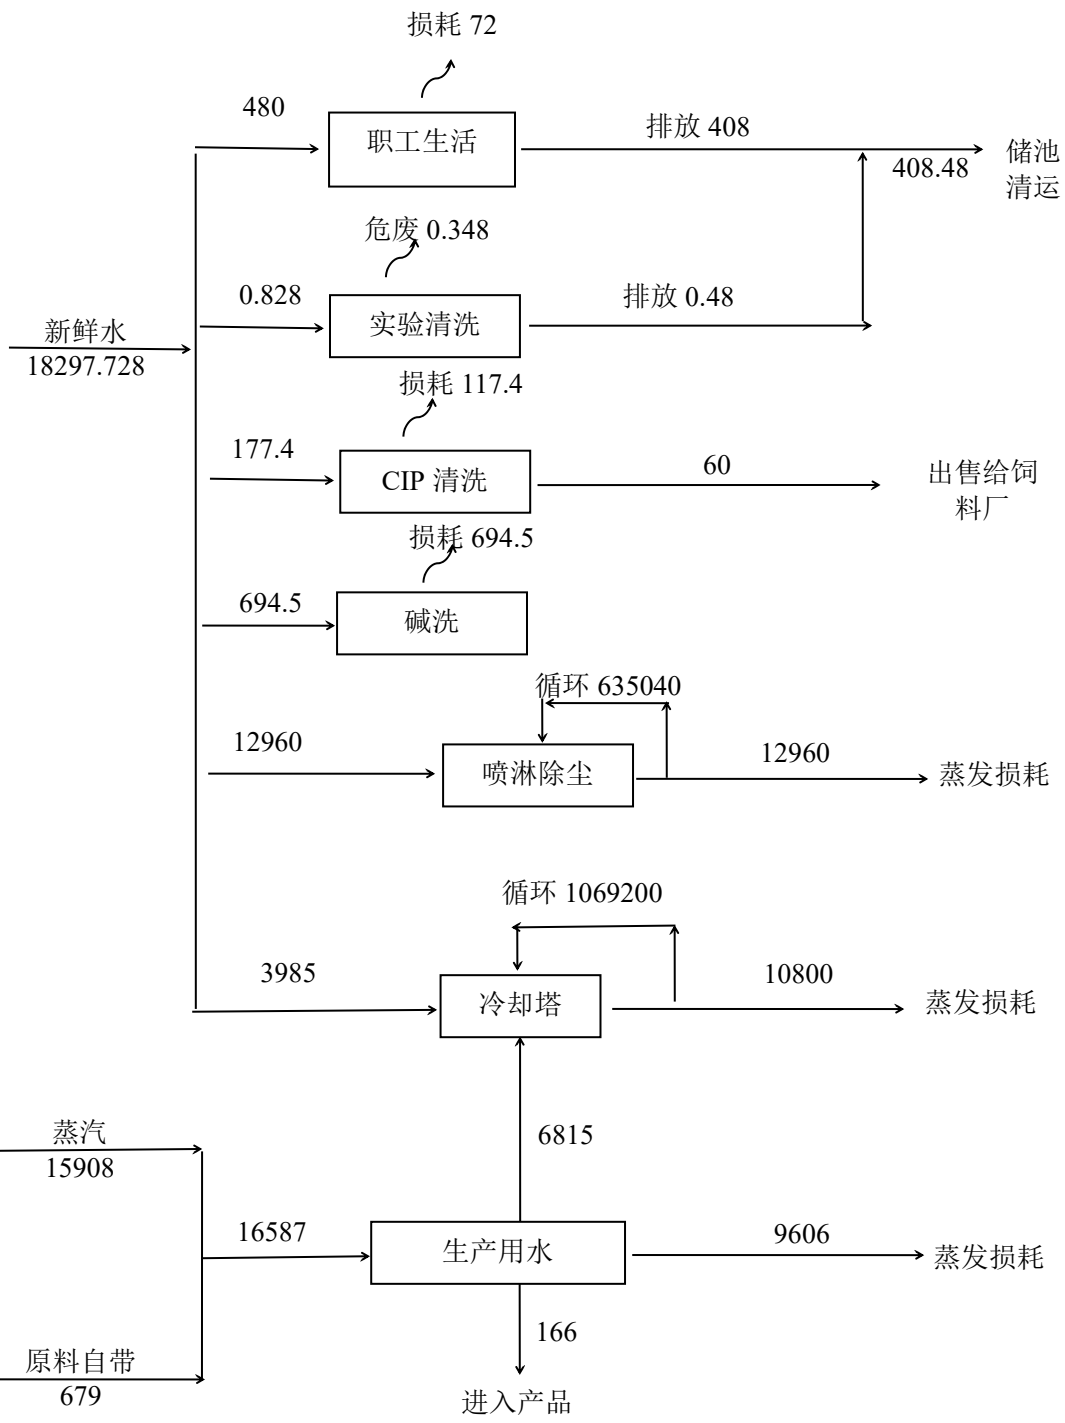 损耗 72
480
职工生活
排放 408
408.48
储池
清运
危废 0.348
0.828
实验清洗
排放 0.48
新鲜水
18297.728
损耗 117.4
177.4
CIP 清洗
60
出售给饲
料厂
损耗 694.5
694.5
碱洗
循环 635040
12960
喷淋除尘
12960
蒸发损耗
循环 1069200
3985
冷却塔
10800
蒸发损耗
6815
蒸汽
15908
16587
生产用水
9606
蒸发损耗
166
原料自带
679
进入产品